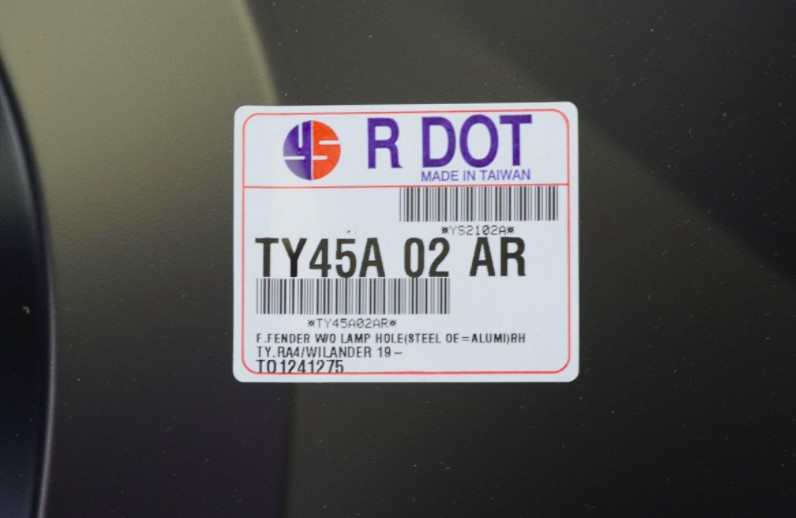 YS R DOT
MADE IN TAIWAN
*YS2102A*
TY45A 02 AR
*TY45A02AR*
F.FENDER W/O LAMP HOLE(STEEL OE=ALUMI)RH
TY.RA4/WILANDER 19-
TO1241275